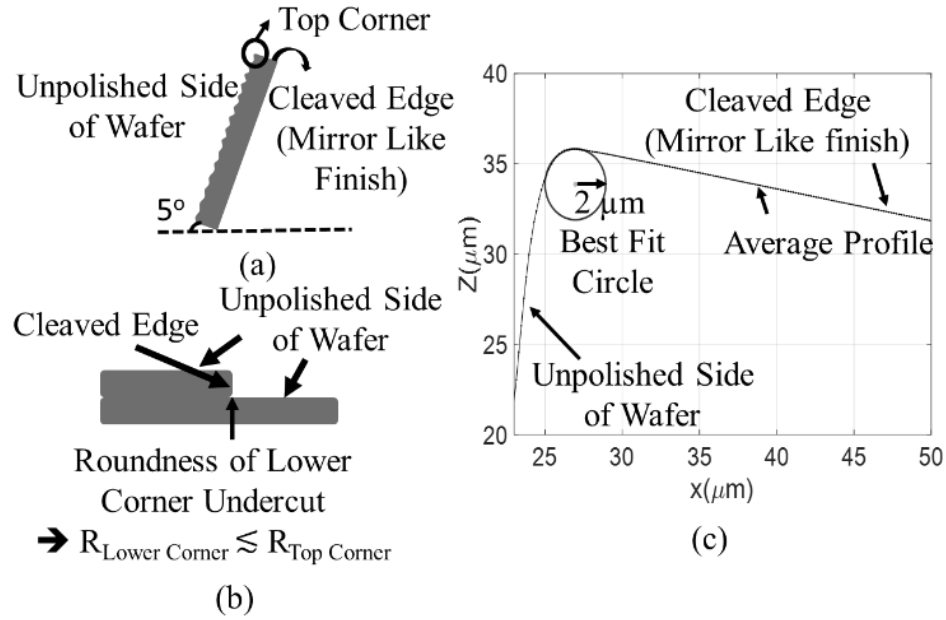 Top Corner
Unpolished Side
of Wafer
Cleaved Edge
(Mirror Like
Finish)
5°
(a)
Unpolished Side
of Wafer
Cleaved Edge
Roundness of Lower
Corner Undercut
➔ R_Lower Corner ≲ R_Top Corner
(b)
40
35
30
25
20
Z(μm)
Cleaved Edge
(Mirror Like finish)
2 μm
Best Fit
Circle
Average Profile
Unpolished Side
of Wafer
25 30 35 40 45 50
x(μm)
(c)